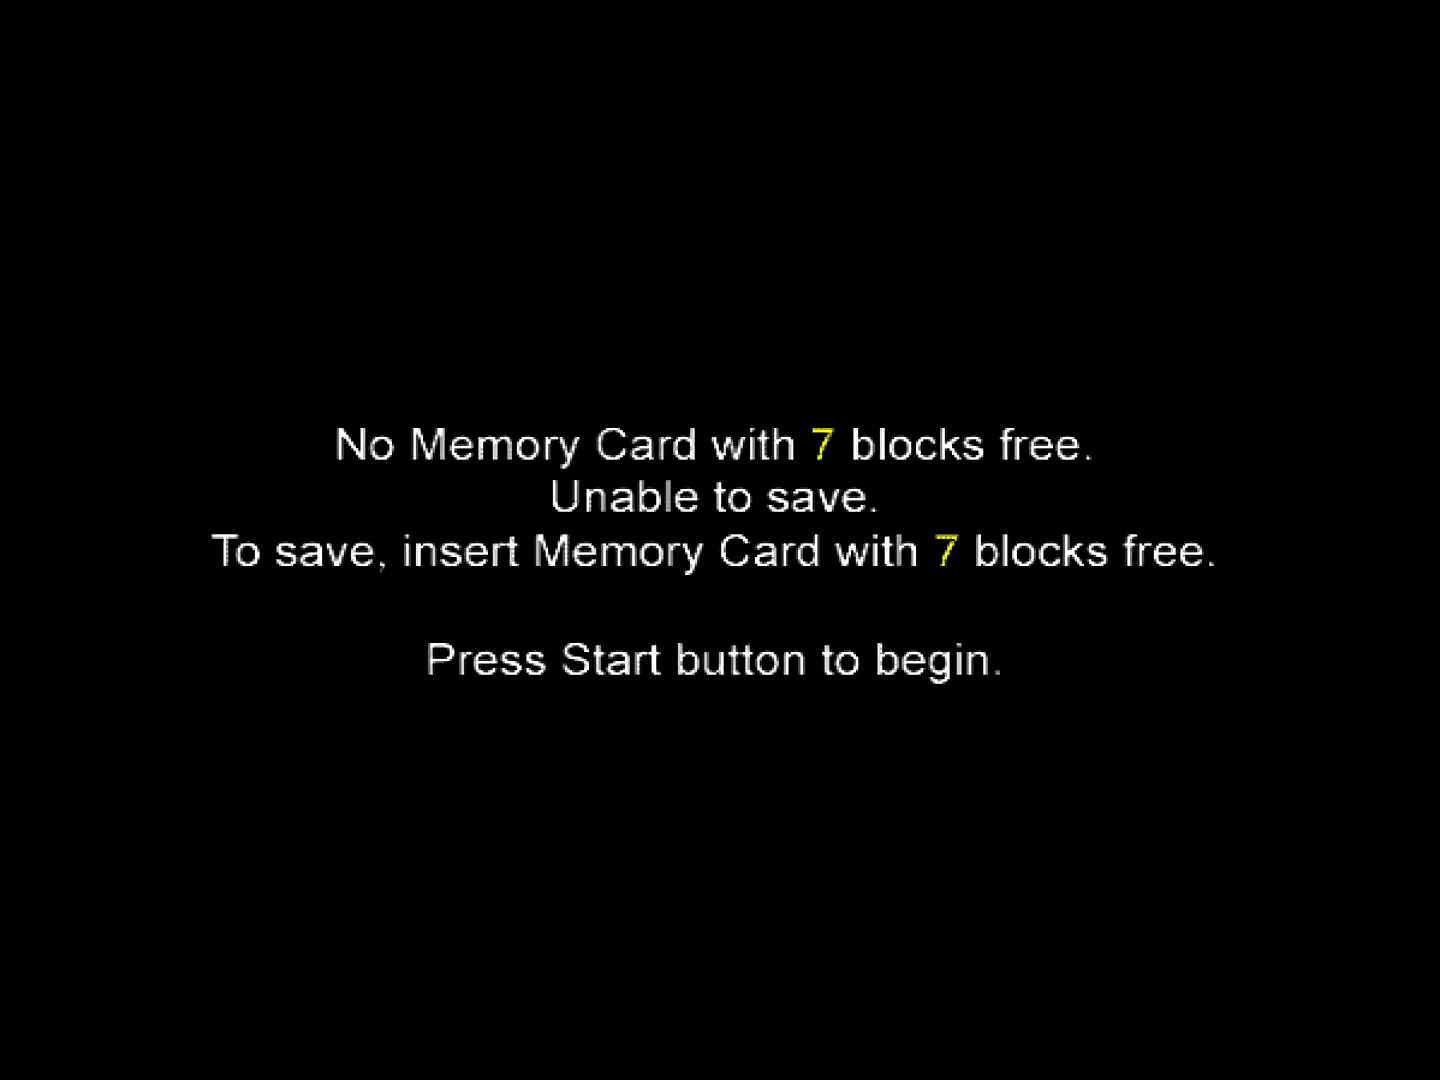 No Memory Card with 7 blocks free.
Unable to save.
To save, insert Memory Card with 7 blocks free.
Press Start button to begin.